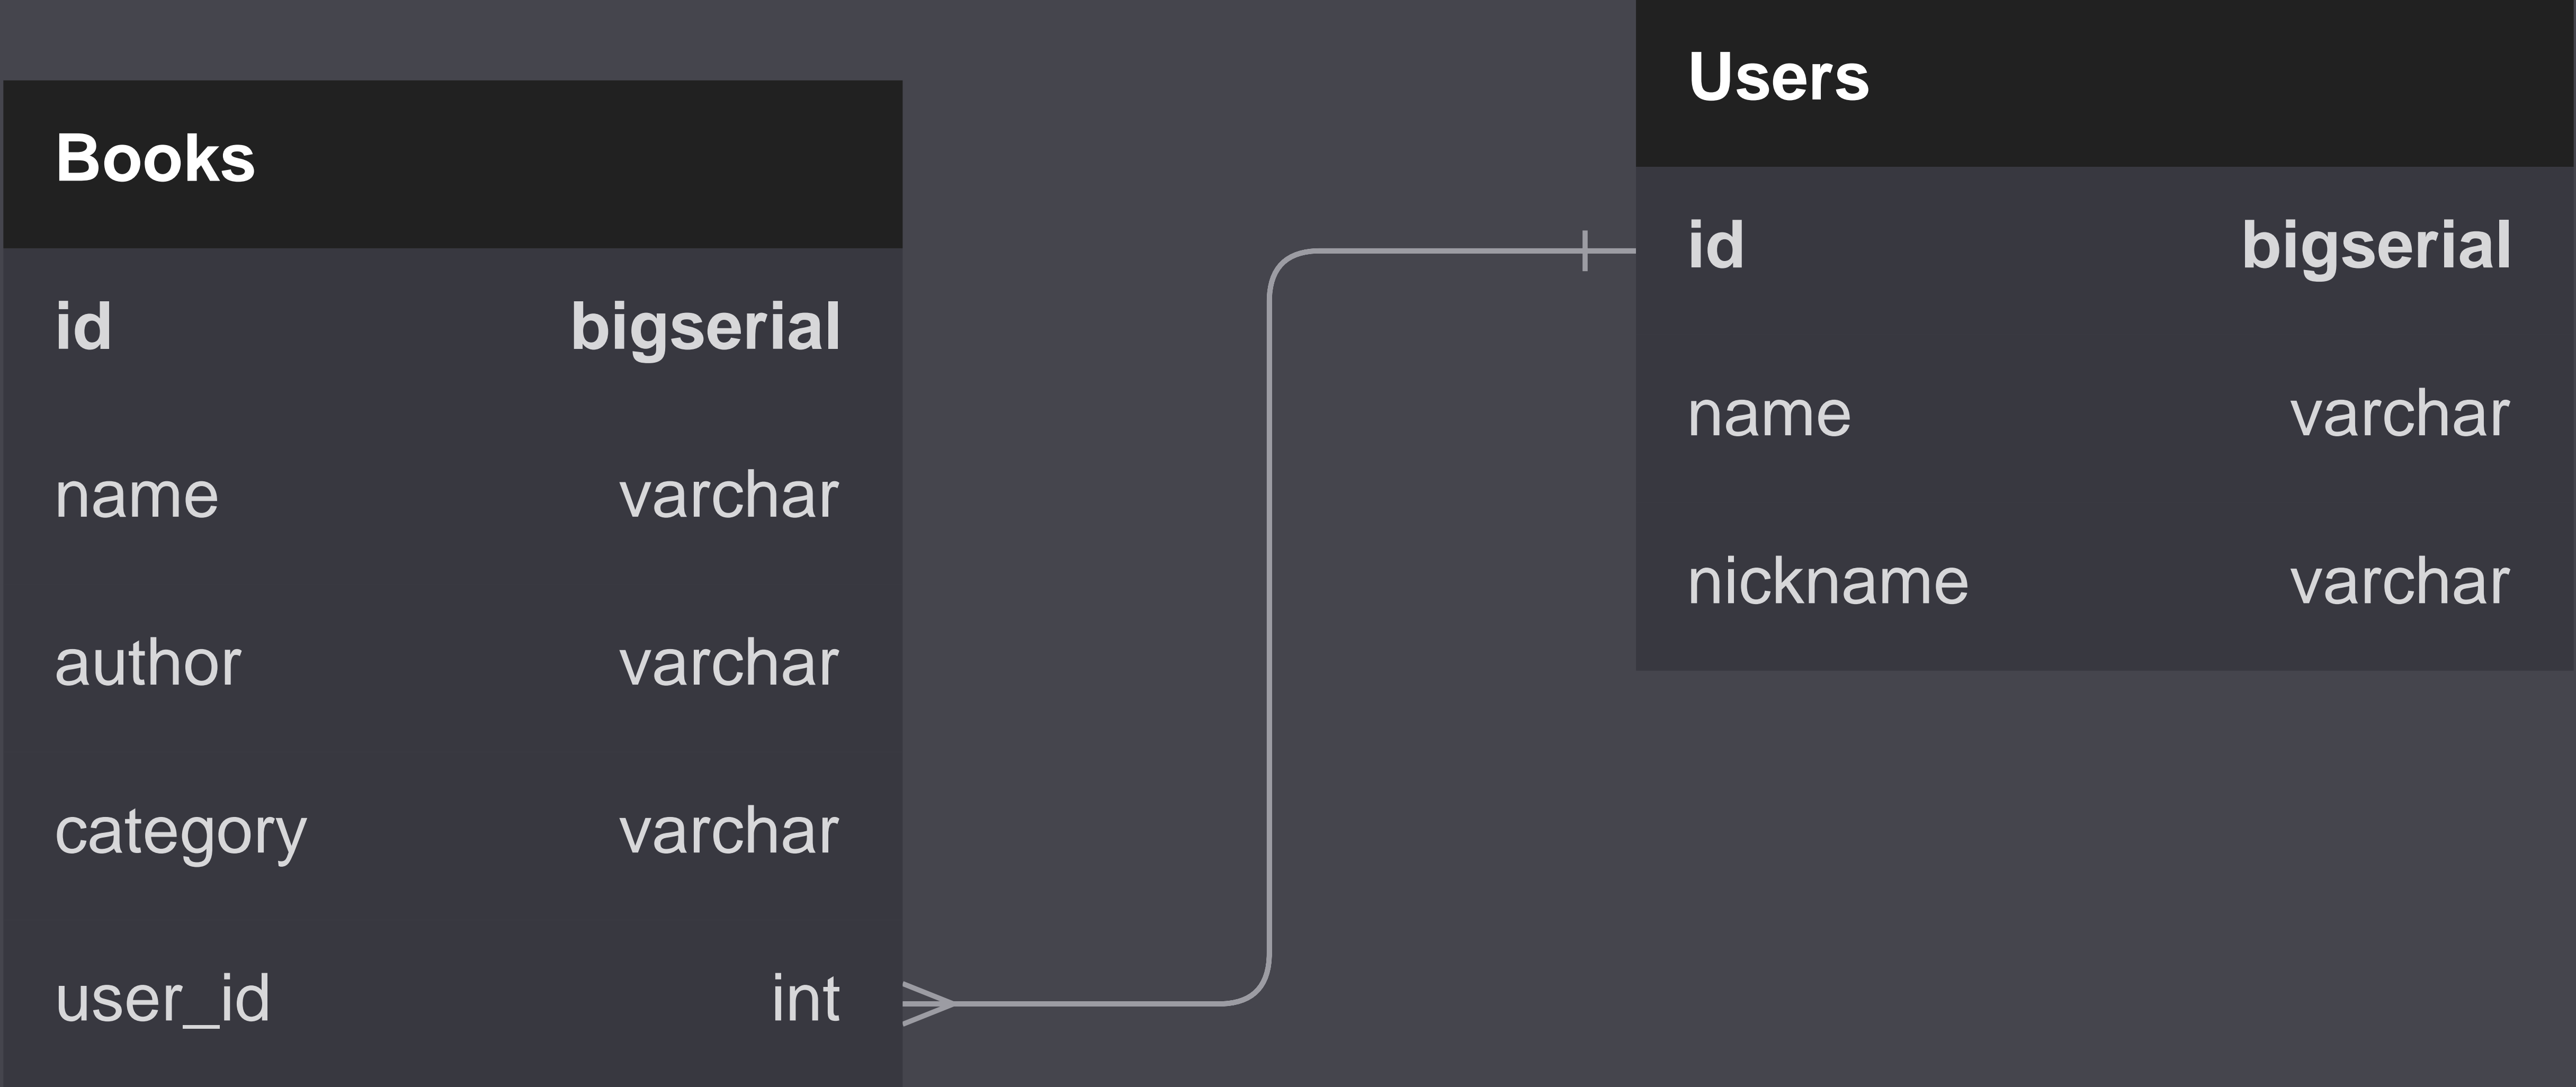 Books
id bigserial
name varchar
author varchar
category varchar
user_id int
Users
id bigserial
name varchar
nickname varchar